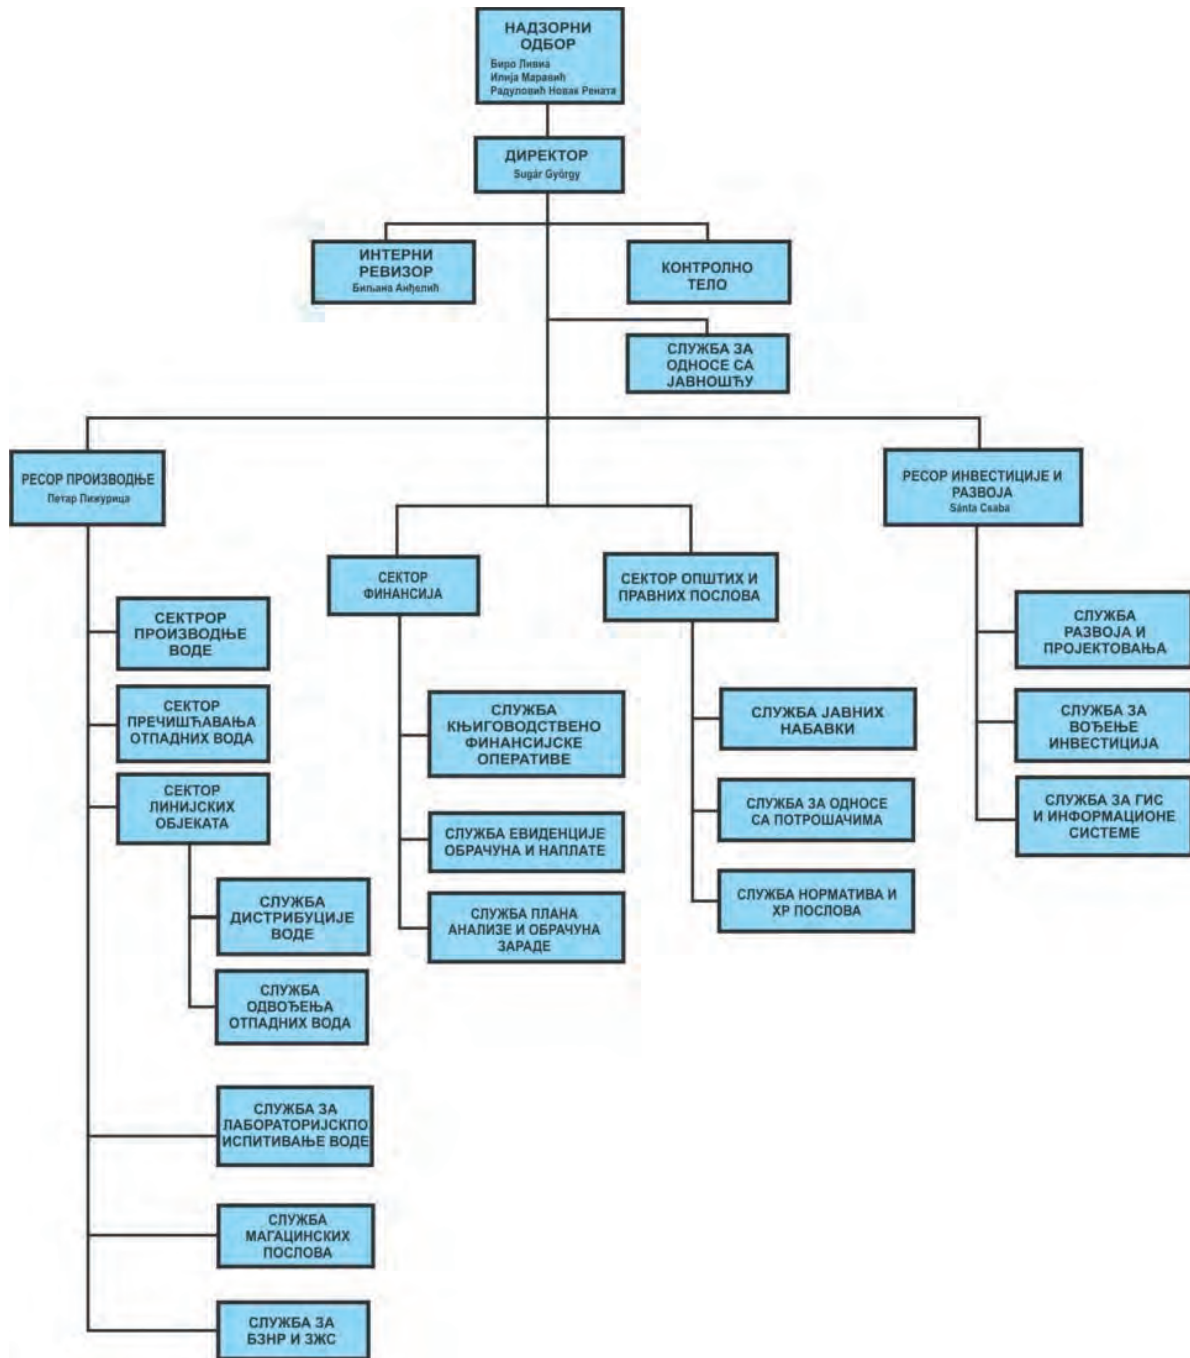 НАДЗОРНИ
ОДБОР
Биро Ливиа
Илија Маравић
Радуловић Новак Рената
ДИРЕКТОР
Sugár György
ИНТЕРНИ
РЕВИЗОР
Биљана Анђелић
КОНТРОЛНО
ТЕЛО
СЛУЖБА ЗА
ОДНОСЕ СА
ЈАВНОШЋУ
РЕСОР ПРОИЗВОДЊЕ
Петар Пижурица
РЕСОР ИНВЕСТИЦИЈЕ И
РАЗВОЈА
Sánta Csaba
СЕКТОР
ФИНАНСИЈА
СЕКТОР ОПШТИХ И
ПРАВНИХ ПОСЛОВА
СЕКТРОР
ПРОИЗВОДЊЕ
ВОДЕ
СЕКТОР
ПРЕЧИШЋАВАЊА
ОТПАДНИХ ВОДА
СЕКТОР
ЛИНИЈСКИХ
ОБЈЕКАТА
СЛУЖБА
ДИСТРИБУЦИЈЕ
ВОДЕ
СЛУЖБА
ОДВОЂЕЊА
ОТПАДНИХ ВОДА
СЛУЖБА ЗА
ЛАБОРАТОРИЈСКПО
ИСПИТИВАЊЕ ВОДЕ
СЛУЖБА
МАГАЦИНСКИХ
ПОСЛОВА
СЛУЖБА ЗА
БЗНР И ЗЖС
СЛУЖБА
КЊИГОВОДСТВЕНО
ФИНАНСИЈСКЕ
ОПЕРАТИВЕ
СЛУЖБА ЕВИДЕНЦИЈЕ
ОБРАЧУНА И НАПЛАТЕ
СЛУЖБА ПЛАНА
АНАЛИЗЕ И ОБРАЧУНА
ЗАРАДЕ
СЛУЖБА ЈАВНИХ
НАБАВКИ
СЛУЖБА ЗА ОДНОСЕ
СА ПОТРОШАЧИМА
СЛУЖБА НОРМАТИВА И
ХР ПОСЛОВА
СЛУЖБА
РАЗВОЈА И
ПРОЈЕКТОВАЊА
СЛУЖБА ЗА
ВОЂЕЊЕ
ИНВЕСТИЦИЈА
СЛУЖБА ЗА ГИС
И ИНФОРМАЦИОНЕ
СИСТЕМЕ